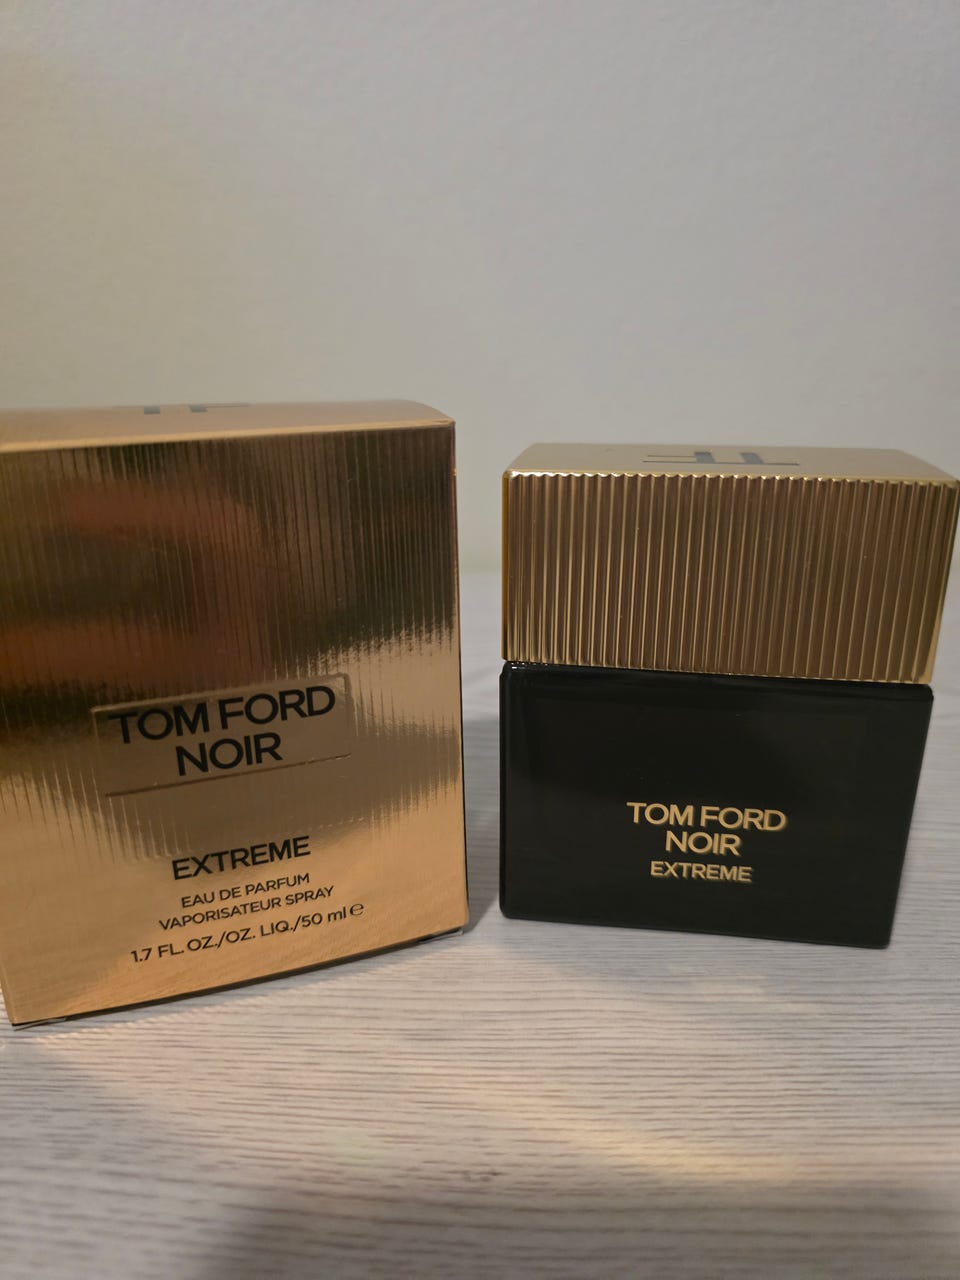 TOM FORD
NOIR
EXTREME
EAU DE PARFUM
VAPORISATEUR SPRAY
1.7 FL. OZ./OZ. LIQ./50 ml ℮
TF
TOM FORD
NOIR
EXTREME